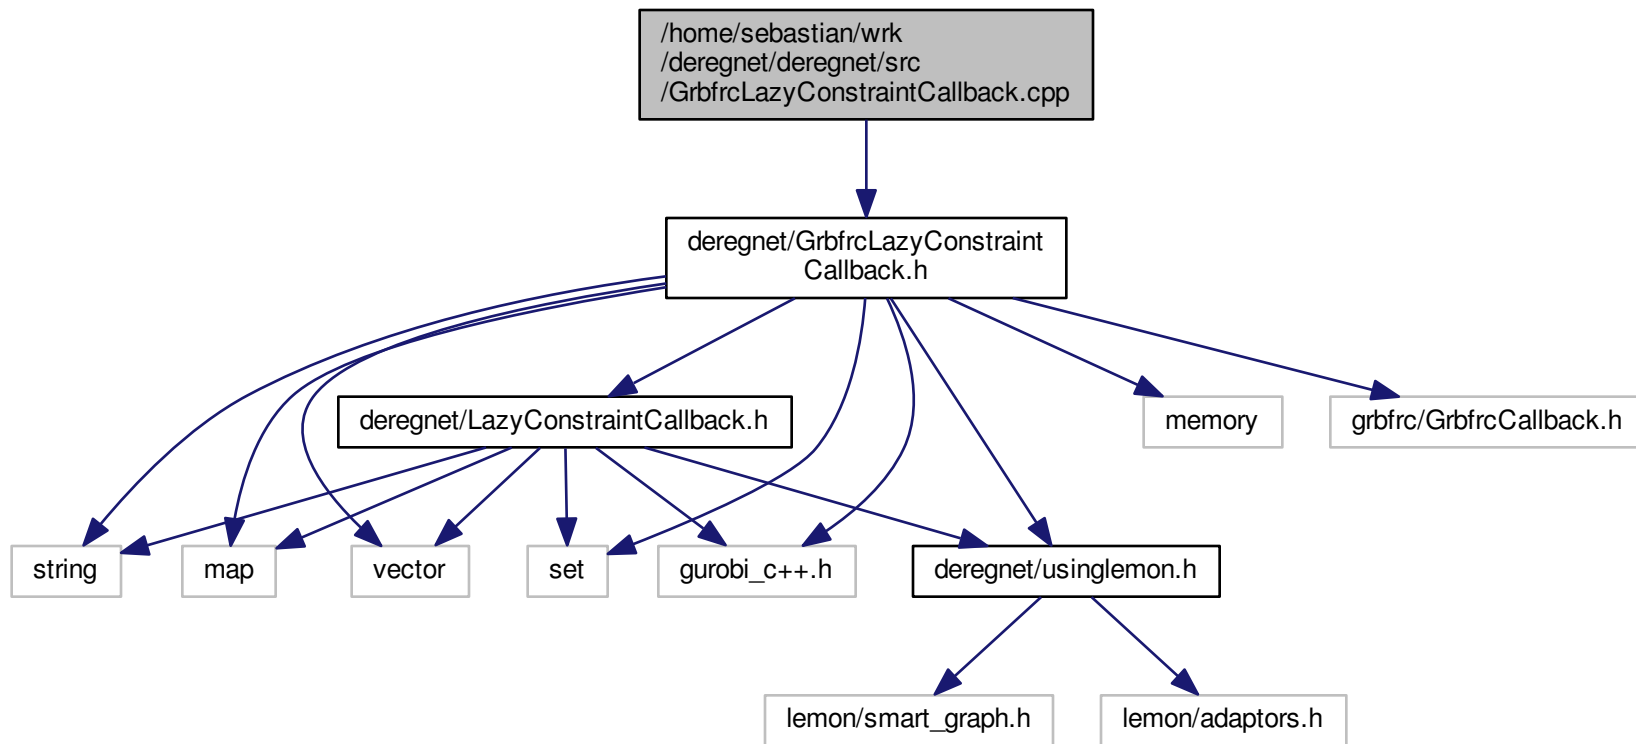 /home/sebastian/wrk
/deregnet/deregnet/src
/GrbfrcLazyConstraintCallback.cpp
deregnet/GrbfrcLazyConstraint
Callback.h
deregnet/LazyConstraintCallback.h
memory
grbfrc/GrbfrcCallback.h
string
map
vector
set
gurobi_c++.h
deregnet/usinglemon.h
lemon/smart_graph.h
lemon/adaptors.h